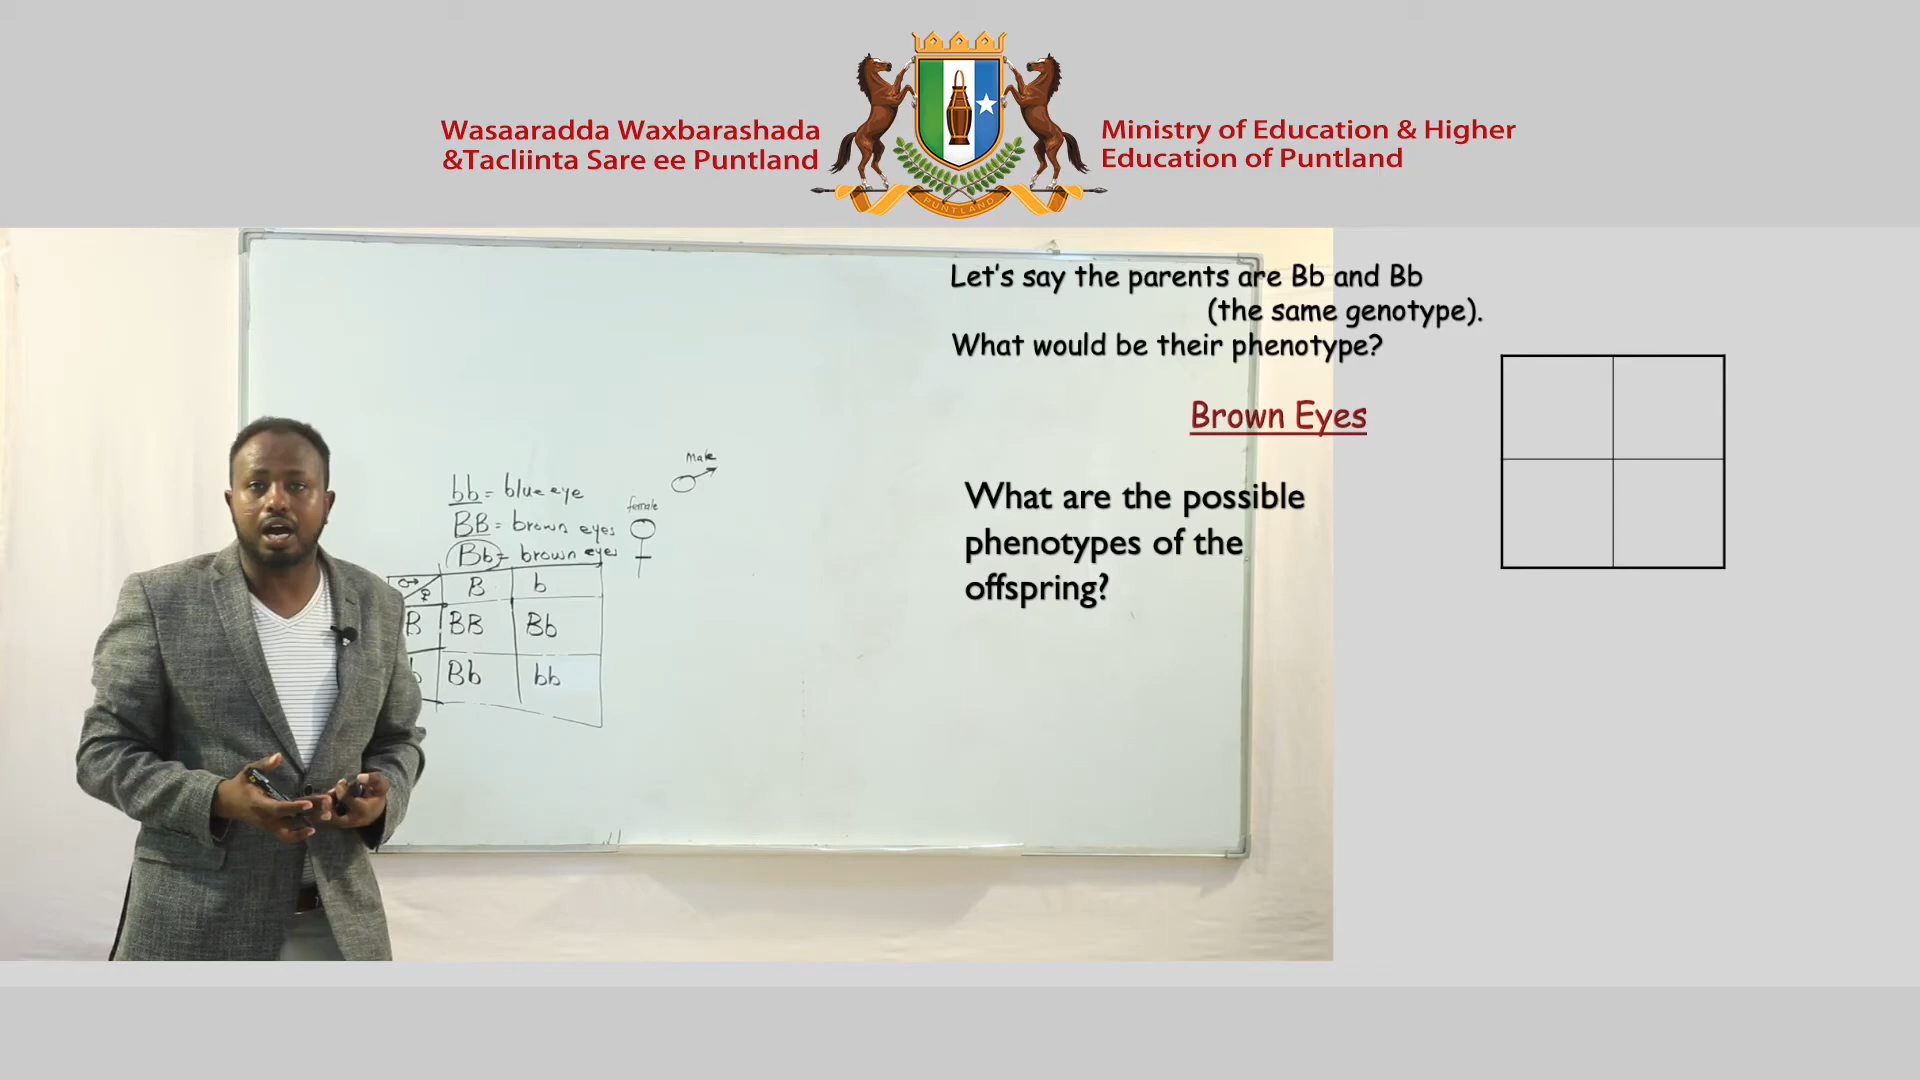 Wasaaradda Waxbarashada
&Tacliinta Sare ee Puntland
PUNTLAND
Ministry of Education & Higher
Education of Puntland
Let's say the parents are Bb and Bb
(the same genotype).
What would be their phenotype?
Brown Eyes
What are the possible
phenotypes of the
offspring?
male
female
bb = blue eye
BB = brown eyes
Bb = brown eyes
♂ ♀ B b
B BB Bb
b Bb bb